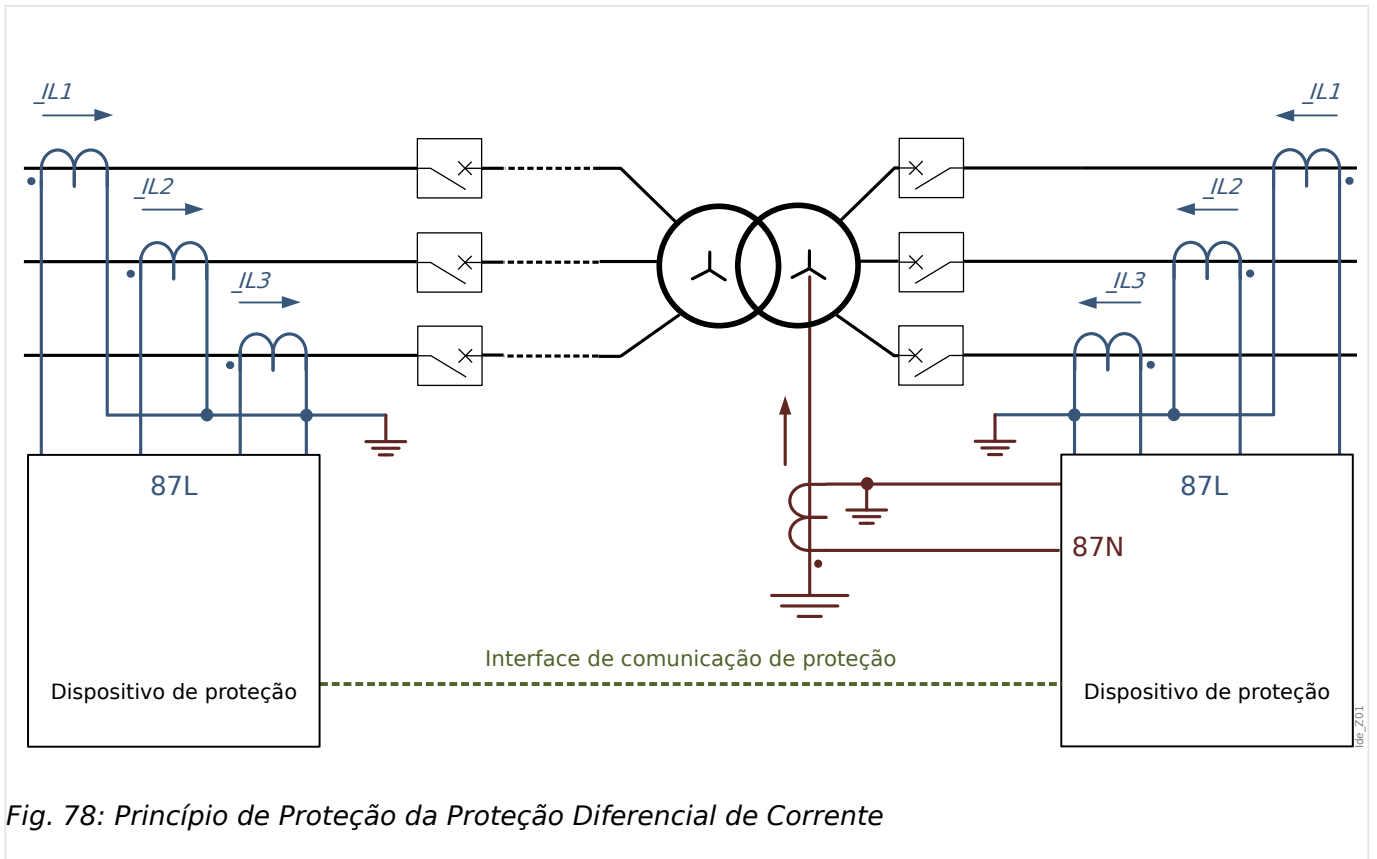 _IL1
_IL1
_IL2
_IL2
_IL3
_IL3
87L
87L
87N
Interface de comunicação de proteção
Dispositivo de proteção
Dispositivo de proteção
Ide_Z01
Fig. 78: Princípio de Proteção da Proteção Diferencial de Corrente